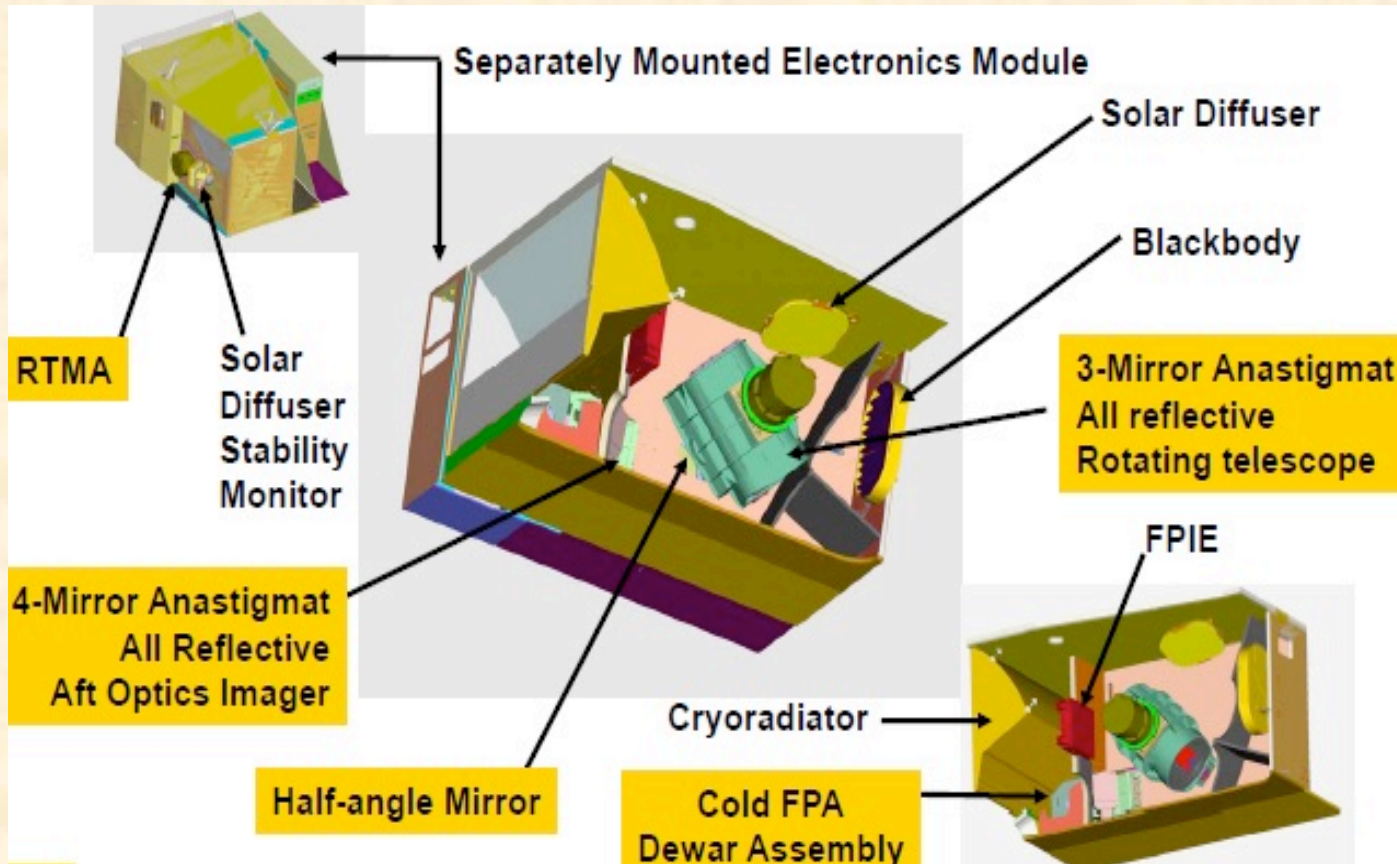 Separately Mounted Electronics Module
Solar Diffuser
Blackbody
RTMA
Solar
Diffuser
Stability
Monitor
3-Mirror Anastigmat
All reflective
Rotating telescope
FPIE
4-Mirror Anastigmat
All Reflective
Aft Optics Imager
Cryoradiator
Half-angle Mirror
Cold FPA
Dewar Assembly